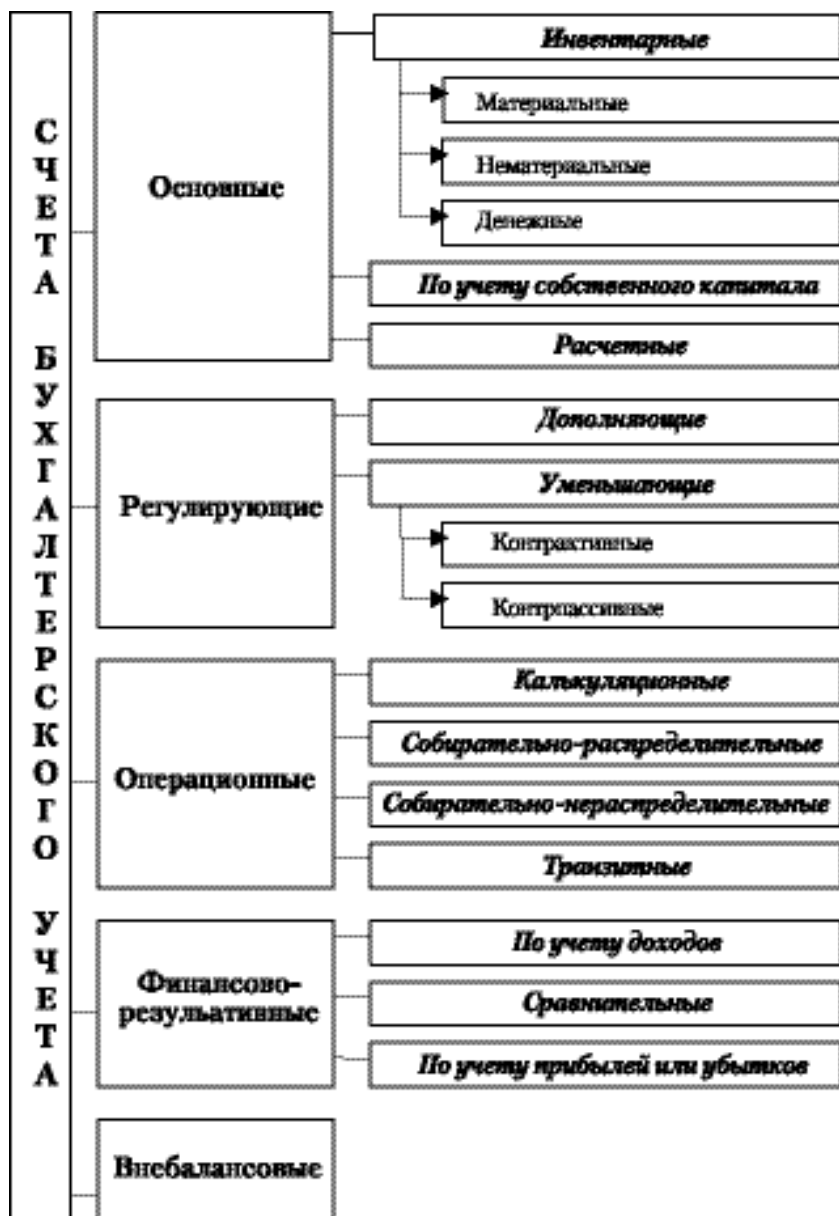 СЧЕТА БУХГАЛТЕРСКОГО УЧЕТА
Основные
Инвентарные
Материальные
Нематериальные
Денежные
По учету собственного капитала
Расчетные
Регулирующие
Дополняющие
Уменьшающие
Контрактивные
Контрпассивные
Операционные
Калькуляционные
Собирательно-распределительные
Собирательно-нераспределительные
Транзитные
Финансово-
резульативные
По учету доходов
Сравнительные
По учету прибылей или убытков
Внебалансовые